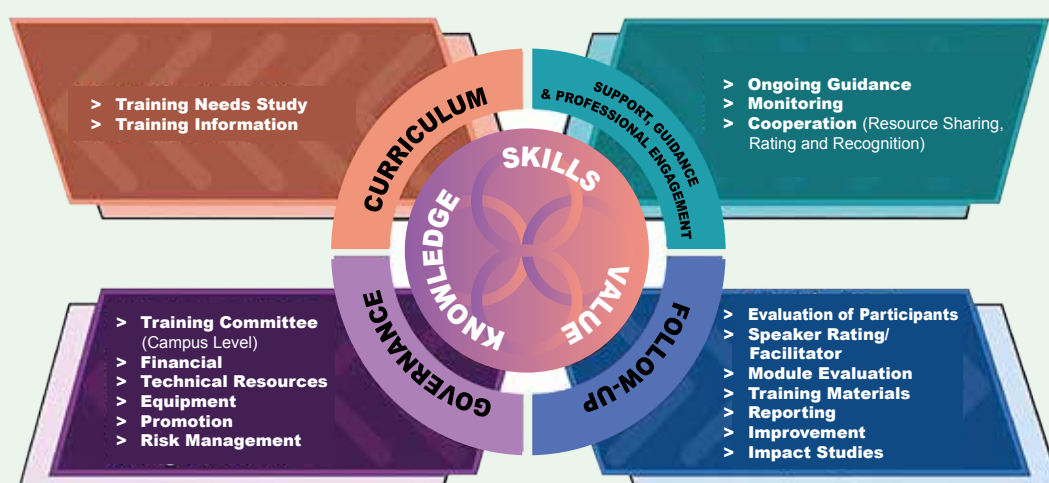 > Training Needs Study
> Training Information
CURRICULUM
SUPPORT, GUIDANCE
& PROFESSIONAL ENGAGEMENT
> Ongoing Guidance
> Monitoring
> Cooperation (Resource Sharing,
Rating and Recognition)
SKILLS
KNOWLEDGE
VALUE
GOVERNANCE
> Training Committee
(Campus Level)
> Financial
> Technical Resources
> Equipment
> Promotion
> Risk Management
FOLLOW-UP
> Evaluation of Participants
> Speaker Rating/
Facilitator
> Module Evaluation
> Training Materials
> Reporting
> Improvement
> Impact Studies